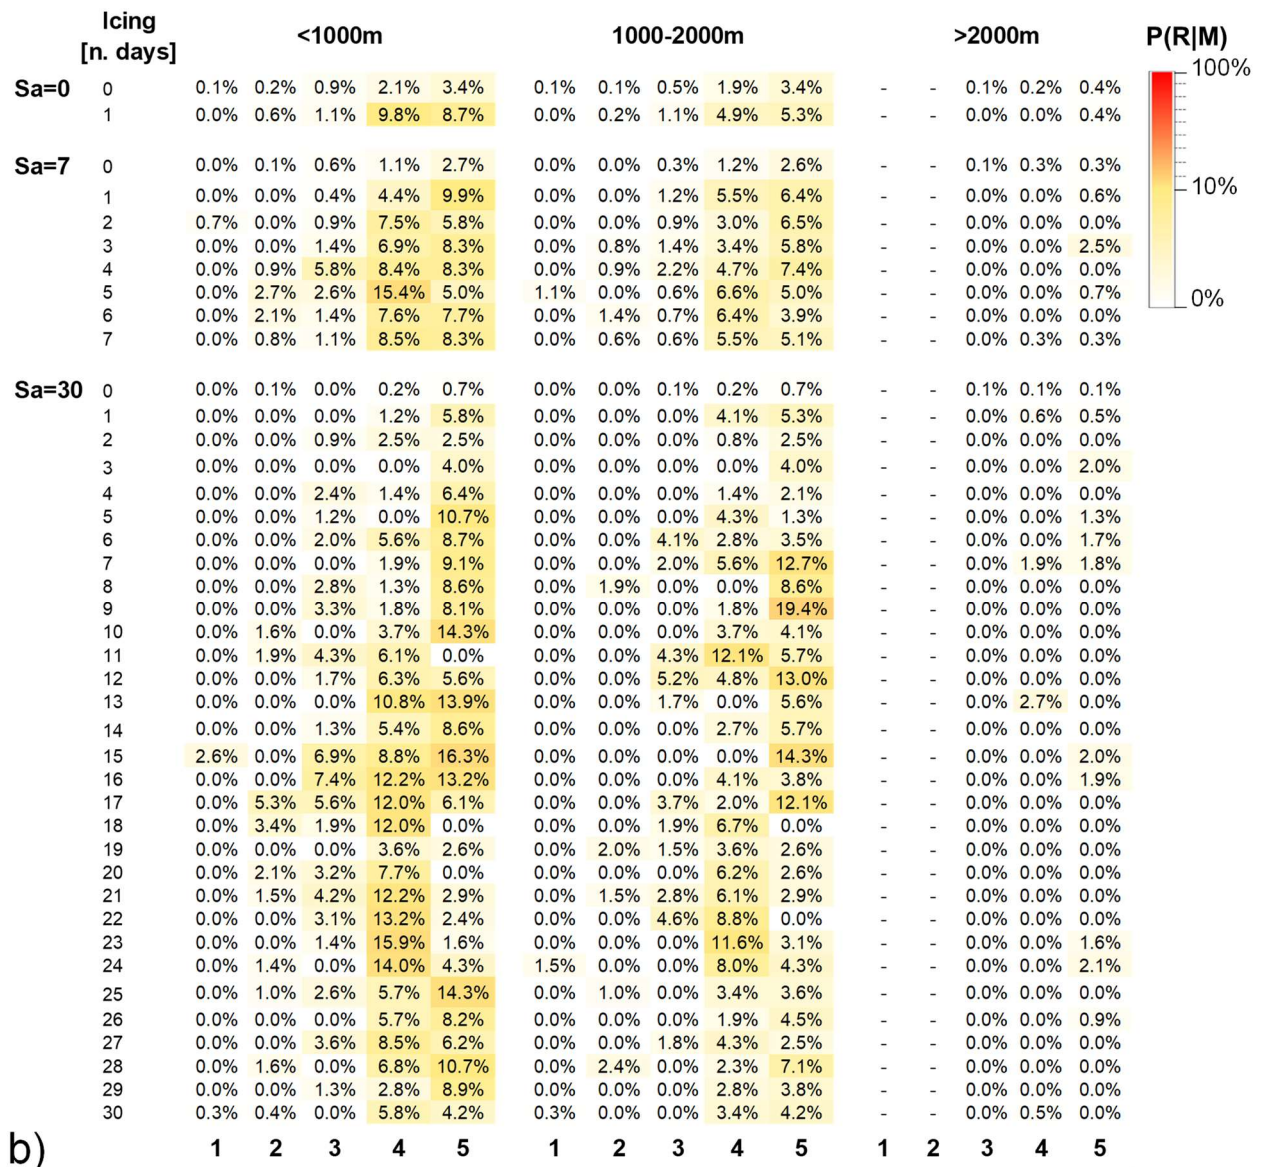 Icing
[n. days] <1000m 1000-2000m >2000m P(R|M)
Sa=0 0 0.1% 0.2% 0.9% 2.1% 3.4% 0.1% 0.1% 0.5% 1.9% 3.4% - - 0.1% 0.2% 0.4% 100%
1 0.0% 0.6% 1.1% 9.8% 8.7% 0.0% 0.2% 1.1% 4.9% 5.3% - - 0.0% 0.0% 0.4%
Sa=7 0 0.0% 0.1% 0.6% 1.1% 2.7% 0.0% 0.0% 0.3% 1.2% 2.6% - - 0.1% 0.3% 0.3%
1 0.0% 0.0% 0.4% 4.4% 9.9% 0.0% 0.0% 1.2% 5.5% 6.4% - - 0.0% 0.0% 0.6% 10%
2 0.7% 0.0% 0.9% 7.5% 5.8% 0.0% 0.0% 0.9% 3.0% 6.5% - - 0.0% 0.0% 0.0%
3 0.0% 0.0% 1.4% 6.9% 8.3% 0.0% 0.8% 1.4% 3.4% 5.8% - - 0.0% 0.0% 2.5%
4 0.0% 0.9% 5.8% 8.4% 8.3% 0.0% 0.9% 2.2% 4.7% 7.4% - - 0.0% 0.0% 0.0%
5 0.0% 2.7% 2.6% 15.4% 5.0% 1.1% 0.0% 0.6% 6.6% 5.0% - - 0.0% 0.0% 0.7% 0%
6 0.0% 2.1% 1.4% 7.6% 7.7% 0.0% 1.4% 0.7% 6.4% 3.9% - - 0.0% 0.0% 0.0%
7 0.0% 0.8% 1.1% 8.5% 8.3% 0.0% 0.6% 0.6% 5.5% 5.1% - - 0.0% 0.3% 0.3%
Sa=30 0 0.0% 0.1% 0.0% 0.2% 0.7% 0.0% 0.0% 0.1% 0.2% 0.7% - - 0.1% 0.1% 0.1%
1 0.0% 0.0% 0.0% 1.2% 5.8% 0.0% 0.0% 0.0% 4.1% 5.3% - - 0.0% 0.6% 0.5%
2 0.0% 0.0% 0.9% 2.5% 2.5% 0.0% 0.0% 0.0% 0.8% 2.5% - - 0.0% 0.0% 0.0%
3 0.0% 0.0% 0.0% 0.0% 4.0% 0.0% 0.0% 0.0% 0.0% 4.0% - - 0.0% 0.0% 2.0%
4 0.0% 0.0% 2.4% 1.4% 6.4% 0.0% 0.0% 0.0% 1.4% 2.1% - - 0.0% 0.0% 0.0%
5 0.0% 0.0% 1.2% 0.0% 10.7% 0.0% 0.0% 0.0% 4.3% 1.3% - - 0.0% 0.0% 1.3%
6 0.0% 0.0% 2.0% 5.6% 8.7% 0.0% 0.0% 4.1% 2.8% 3.5% - - 0.0% 0.0% 1.7%
7 0.0% 0.0% 0.0% 1.9% 9.1% 0.0% 0.0% 2.0% 5.6% 12.7% - - 0.0% 1.9% 1.8%
8 0.0% 0.0% 2.8% 1.3% 8.6% 0.0% 1.9% 0.0% 0.0% 8.6% - - 0.0% 0.0% 0.0%
9 0.0% 0.0% 3.3% 1.8% 8.1% 0.0% 0.0% 0.0% 1.8% 19.4% - - 0.0% 0.0% 0.0%
10 0.0% 1.6% 0.0% 3.7% 14.3% 0.0% 0.0% 0.0% 3.7% 4.1% - - 0.0% 0.0% 0.0%
11 0.0% 1.9% 4.3% 6.1% 0.0% 0.0% 0.0% 4.3% 12.1% 5.7% - - 0.0% 0.0% 0.0%
12 0.0% 0.0% 1.7% 6.3% 5.6% 0.0% 0.0% 5.2% 4.8% 13.0% - - 0.0% 0.0% 0.0%
13 0.0% 0.0% 0.0% 10.8% 13.9% 0.0% 0.0% 1.7% 0.0% 5.6% - - 0.0% 2.7% 0.0%
14 0.0% 0.0% 1.3% 5.4% 8.6% 0.0% 0.0% 0.0% 2.7% 5.7% - - 0.0% 0.0% 0.0%
15 2.6% 0.0% 6.9% 8.8% 16.3% 0.0% 0.0% 0.0% 0.0% 14.3% - - 0.0% 0.0% 2.0%
16 0.0% 0.0% 7.4% 12.2% 13.2% 0.0% 0.0% 0.0% 4.1% 3.8% - - 0.0% 0.0% 1.9%
17 0.0% 5.3% 5.6% 12.0% 6.1% 0.0% 0.0% 3.7% 2.0% 12.1% - - 0.0% 0.0% 0.0%
18 0.0% 3.4% 1.9% 12.0% 0.0% 0.0% 0.0% 1.9% 6.7% 0.0% - - 0.0% 0.0% 0.0%
19 0.0% 0.0% 0.0% 3.6% 2.6% 0.0% 2.0% 1.5% 3.6% 2.6% - - 0.0% 0.0% 0.0%
20 0.0% 2.1% 3.2% 7.7% 0.0% 0.0% 0.0% 0.0% 6.2% 2.6% - - 0.0% 0.0% 0.0%
21 0.0% 1.5% 4.2% 12.2% 2.9% 0.0% 1.5% 2.8% 6.1% 2.9% - - 0.0% 0.0% 0.0%
22 0.0% 0.0% 3.1% 13.2% 2.4% 0.0% 0.0% 4.6% 8.8% 0.0% - - 0.0% 0.0% 0.0%
23 0.0% 0.0% 1.4% 15.9% 1.6% 0.0% 0.0% 0.0% 11.6% 3.1% - - 0.0% 0.0% 1.6%
24 0.0% 1.4% 0.0% 14.0% 4.3% 1.5% 0.0% 0.0% 8.0% 4.3% - - 0.0% 0.0% 2.1%
25 0.0% 1.0% 2.6% 5.7% 14.3% 0.0% 1.0% 0.0% 3.4% 3.6% - - 0.0% 0.0% 0.0%
26 0.0% 0.0% 0.0% 5.7% 8.2% 0.0% 0.0% 0.0% 1.9% 4.5% - - 0.0% 0.0% 0.9%
27 0.0% 0.0% 3.6% 8.5% 6.2% 0.0% 0.0% 1.8% 4.3% 2.5% - - 0.0% 0.0% 0.0%
28 0.0% 1.6% 0.0% 6.8% 10.7% 0.0% 2.4% 0.0% 2.3% 7.1% - - 0.0% 0.0% 0.0%
29 0.0% 0.0% 1.3% 2.8% 8.9% 0.0% 0.0% 0.0% 2.8% 3.8% - - 0.0% 0.0% 0.0%
30 0.3% 0.4% 0.0% 5.8% 4.2% 0.3% 0.0% 0.0% 3.4% 4.2% - - 0.0% 0.5% 0.0%
b) 1 2 3 4 5 1 2 3 4 5 1 2 3 4 5